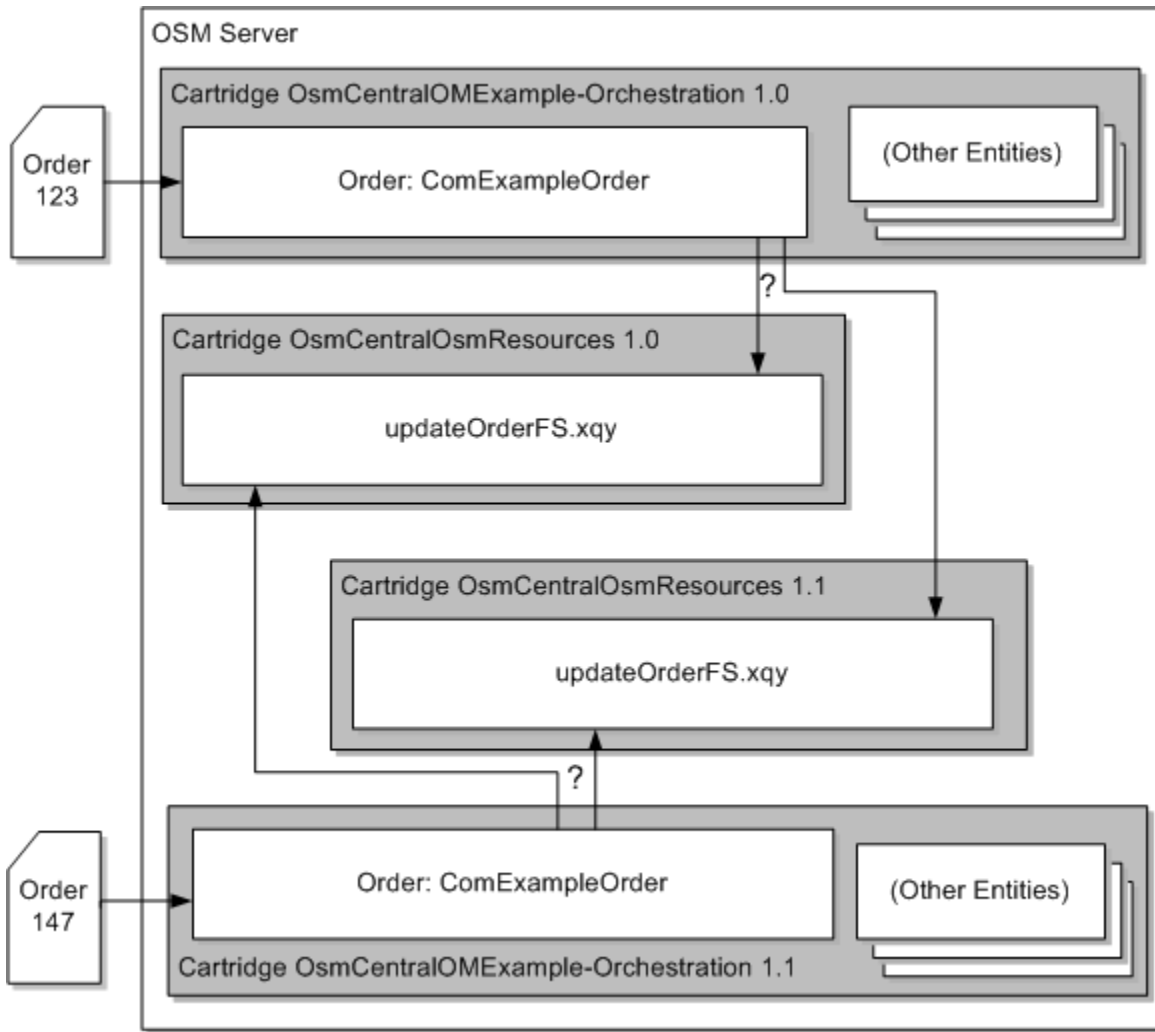 OSM Server
Cartridge OsmCentralOMExample-Orchestration 1.0
(Other Entities)
Order
123
Order: ComExampleOrder
?
Cartridge OsmCentralOsmResources 1.0
updateOrderFS.xqy
Cartridge OsmCentralOsmResources 1.1
updateOrderFS.xqy
?
Order
147
Order: ComExampleOrder
(Other Entities)
Cartridge OsmCentralOMExample-Orchestration 1.1